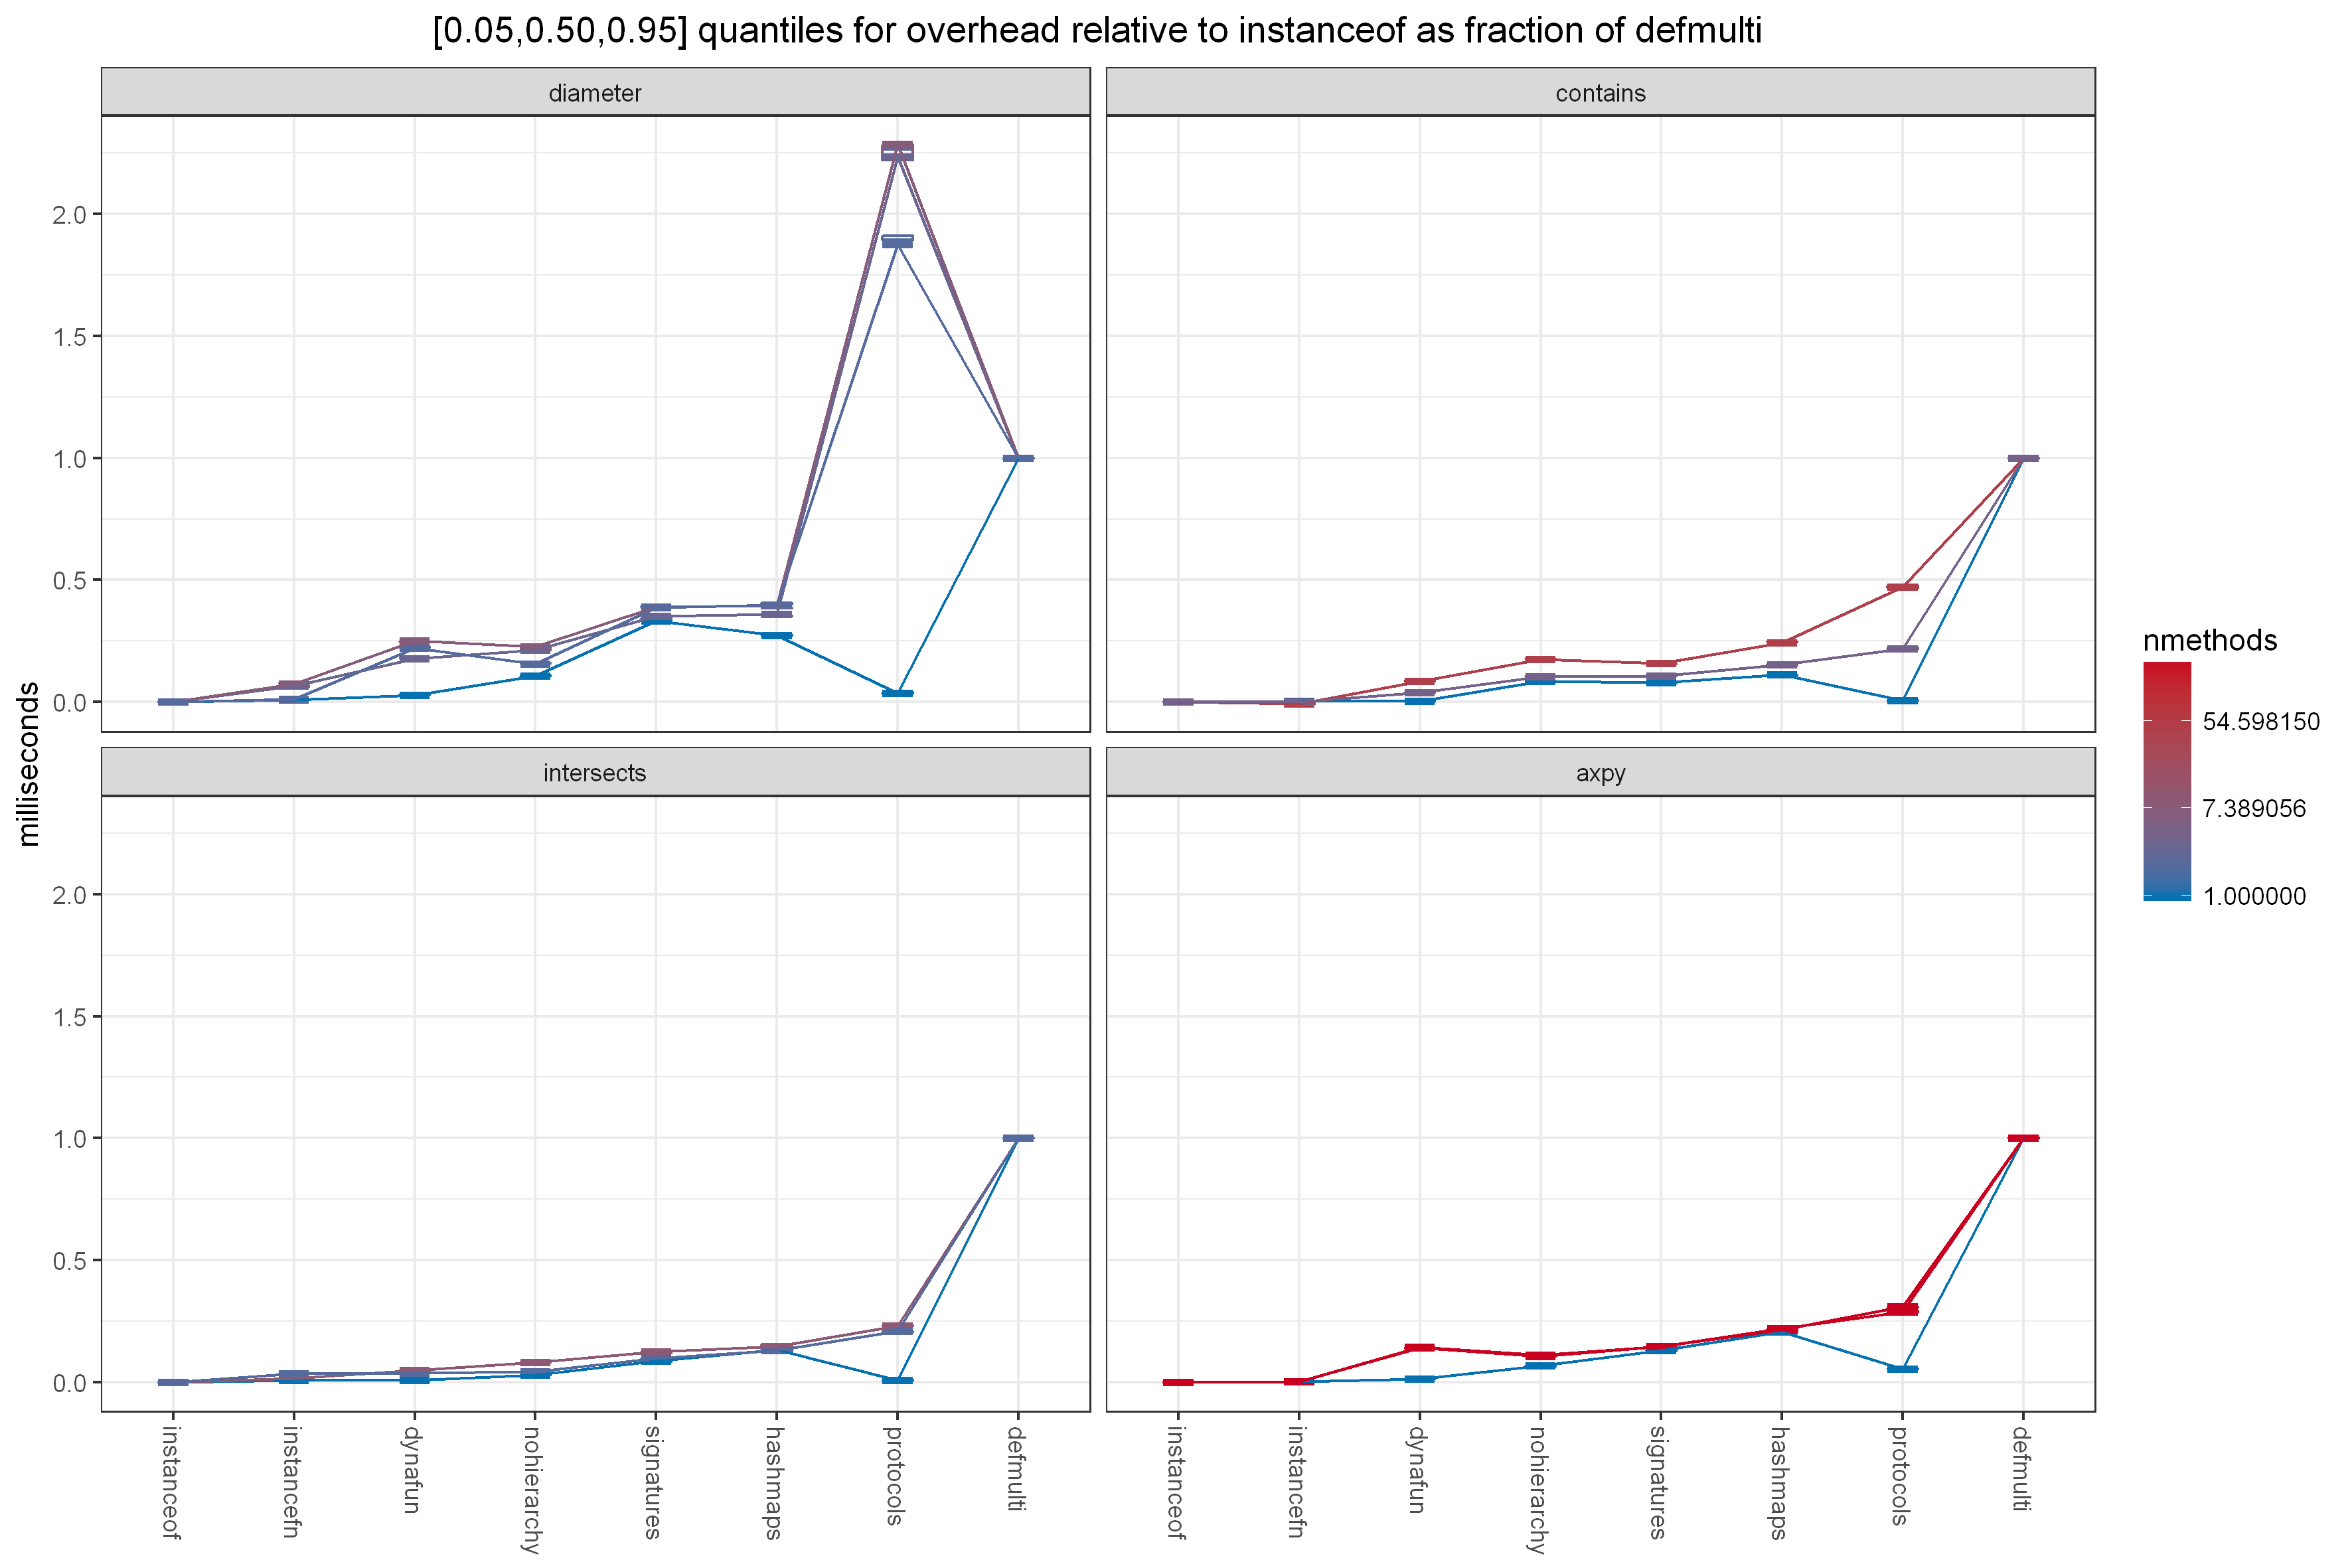 [0.05,0.50,0.95] quantiles for overhead relative to instanceof as fraction of defmulti
diameter
contains
2.0
1.5
1.0
0.5
0.0
intersects
axpy
2.0
1.5
1.0
0.5
0.0
milliseconds
instanceof
instancefn
dynafun
nohierarchy
signatures
hashmaps
protocols
defmulti
instanceof
instancefn
dynafun
nohierarchy
signatures
hashmaps
protocols
defmulti
nmethods
54.598150
7.389056
1.000000